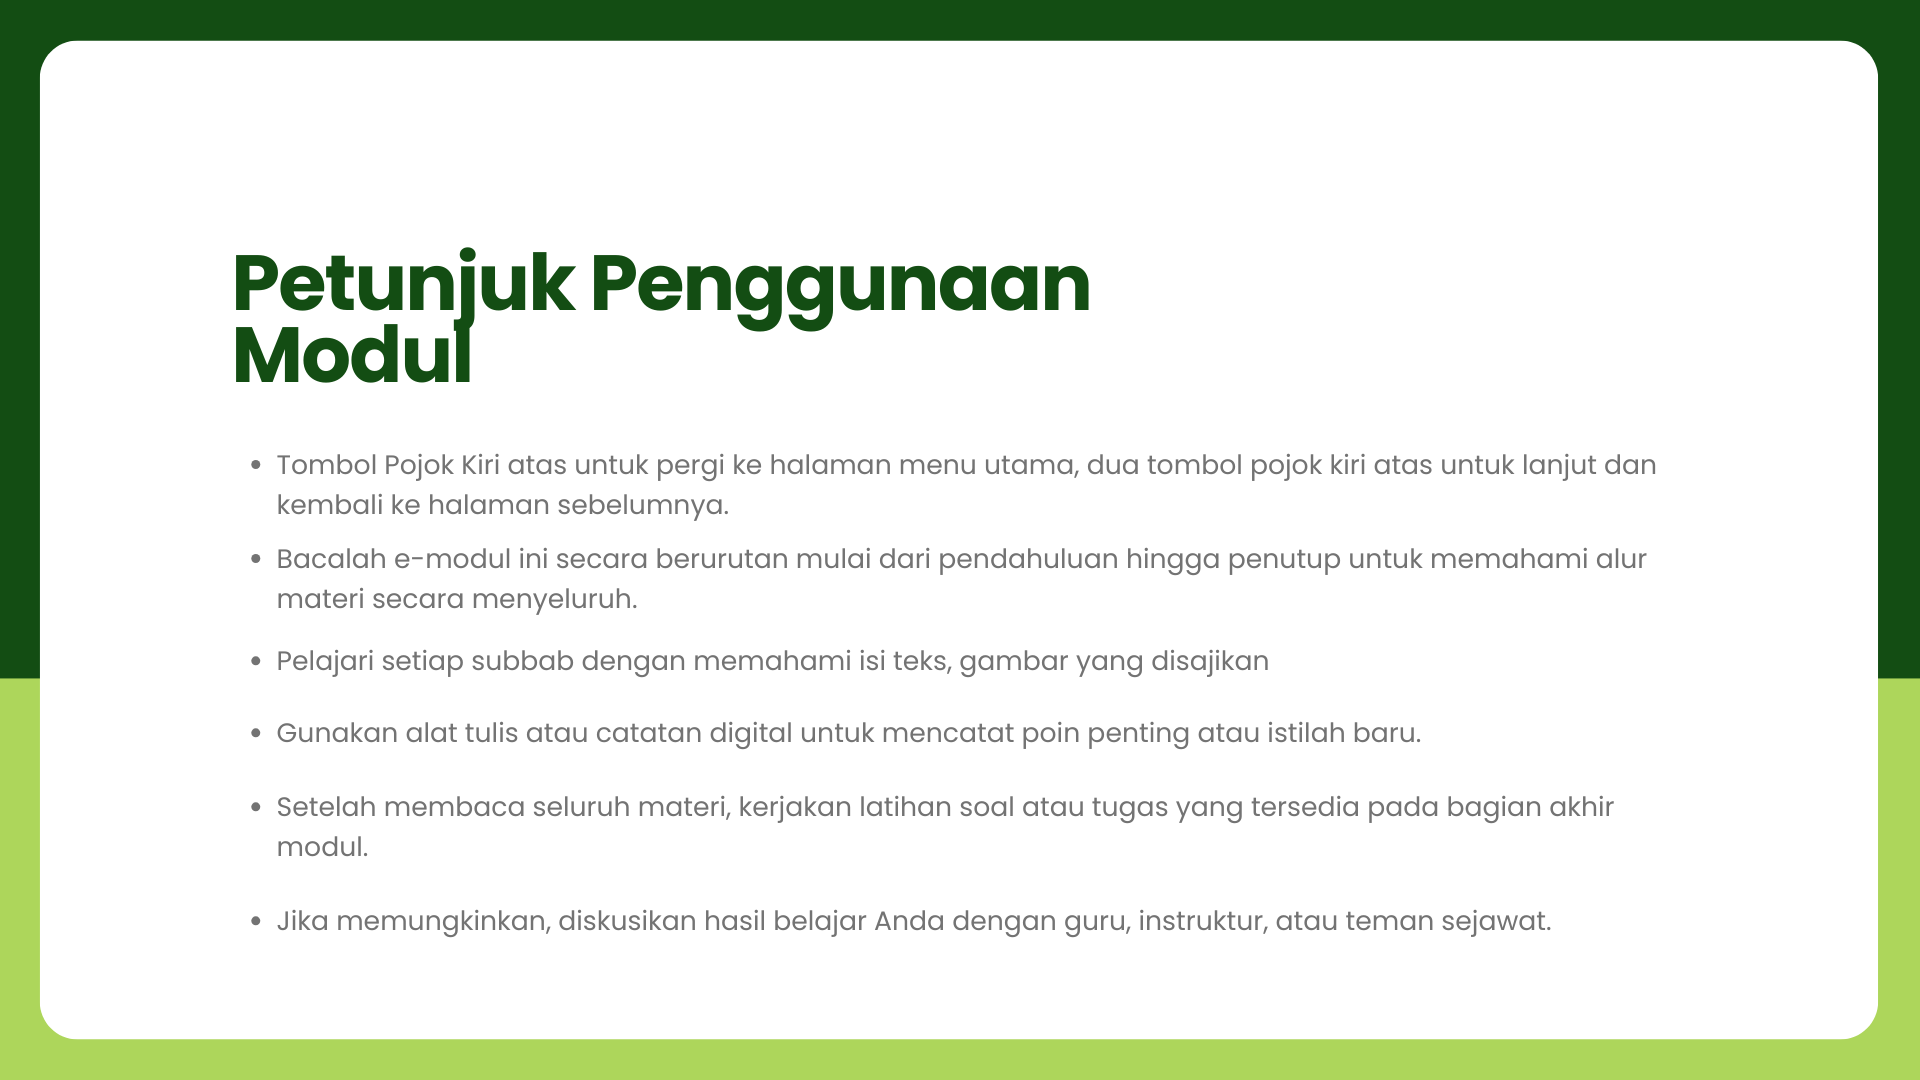 Petunjuk Penggunaan
Modul
• Tombol Pojok Kiri atas untuk pergi ke halaman menu utama, dua tombol pojok kiri atas untuk lanjut dan
kembali ke halaman sebelumnya.
• Bacalah e-modul ini secara berurutan mulai dari pendahuluan hingga penutup untuk memahami alur
materi secara menyeluruh.
• Pelajari setiap subbab dengan memahami isi teks, gambar yang disajikan
• Gunakan alat tulis atau catatan digital untuk mencatat poin penting atau istilah baru.
• Setelah membaca seluruh materi, kerjakan latihan soal atau tugas yang tersedia pada bagian akhir
modul.
• Jika memungkinkan, diskusikan hasil belajar Anda dengan guru, instruktur, atau teman sejawat.